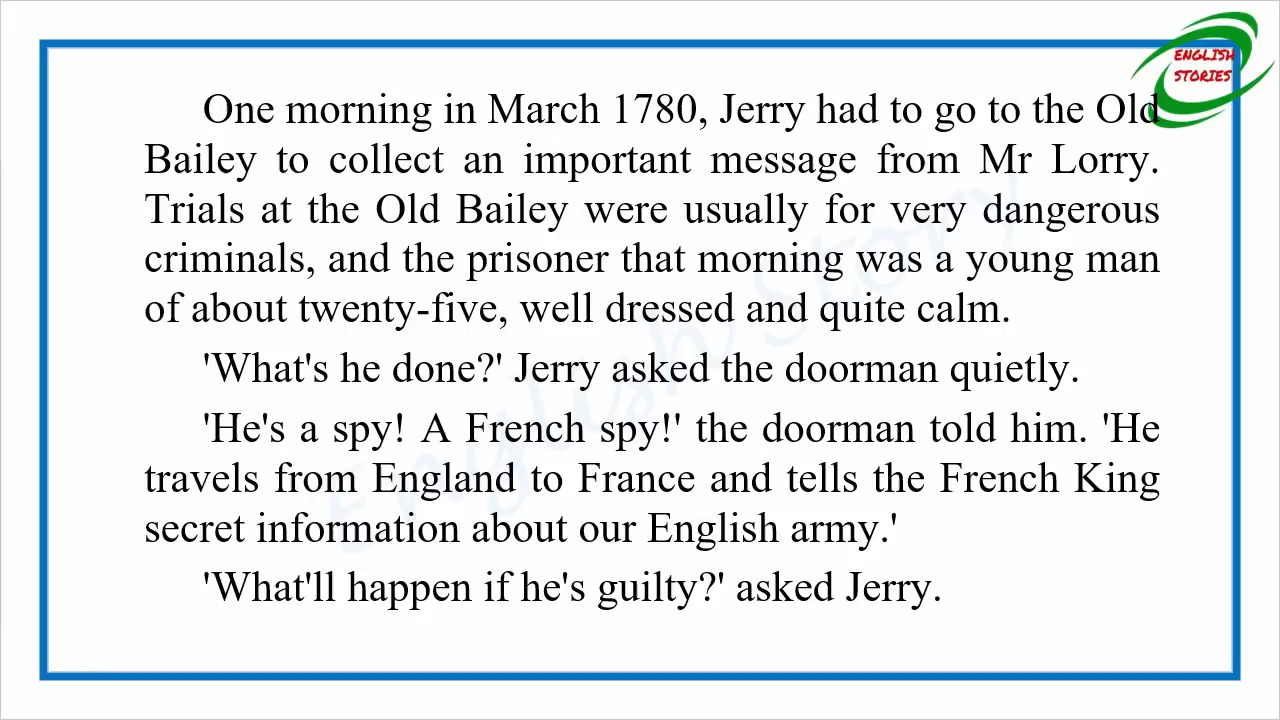 ENGLISH
STORIES
One morning in March 1780, Jerry had to go to the Old
Bailey to collect an important message from Mr Lorry.
Trials at the Old Bailey were usually for very dangerous
criminals, and the prisoner that morning was a young man
of about twenty-five, well dressed and quite calm.
'What's he done?' Jerry asked the doorman quietly.
'He's a spy! A French spy!' the doorman told him. 'He
travels from England to France and tells the French King
secret information about our English army.'
'What'll happen if he's guilty?' asked Jerry.
English Story